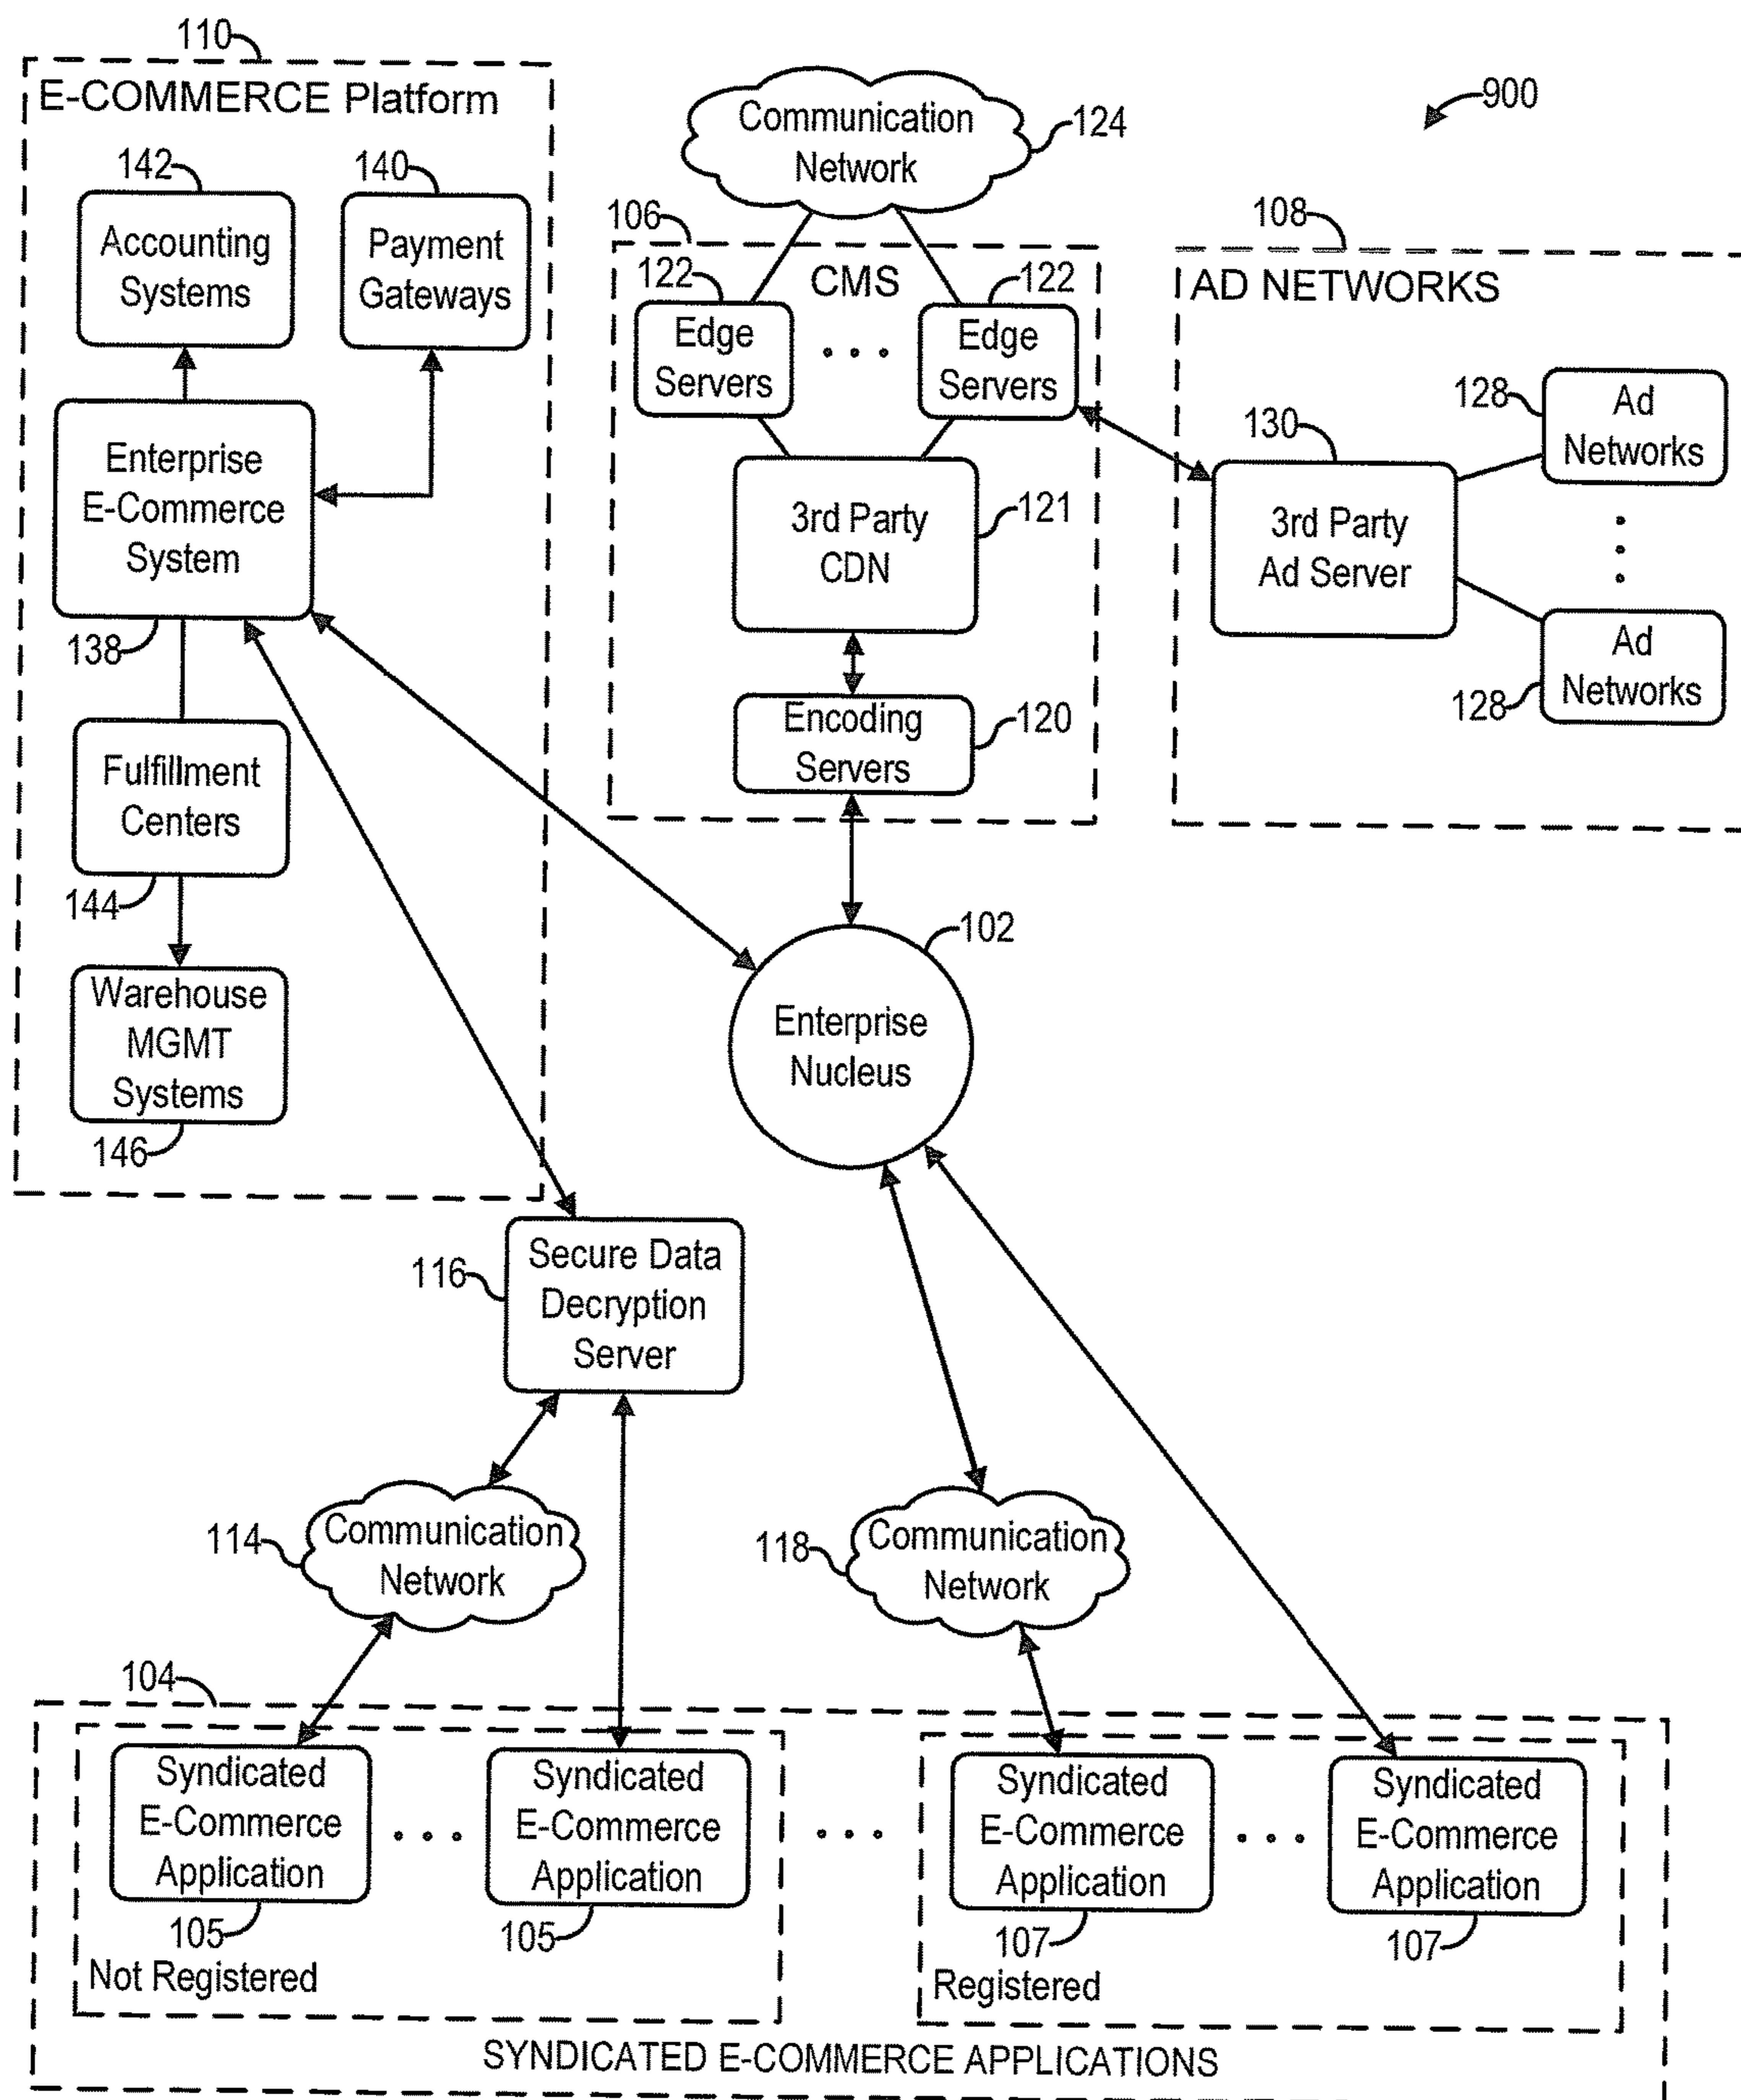 110
E-COMMERCE Platform
142
Accounting
Systems
140
Payment
Gateways
Enterprise
E-Commerce
System
138
Fulfillment
Centers
144
Warehouse
MGMT
Systems
146
Communication
Network
124
900
106
CMS
122
Edge
Servers
122
Edge
Servers
3rd Party
CDN
121
Encoding
Servers
120
108
AD NETWORKS
130
3rd Party
Ad Server
128
Ad
Networks
Ad
Networks
128
102
Enterprise
Nucleus
116
Secure Data
Decryption
Server
114
Communication
Network
118
Communication
Network
104
Syndicated
E-Commerce
Application
105
Syndicated
E-Commerce
Application
105
Not Registered
Syndicated
E-Commerce
Application
107
Syndicated
E-Commerce
Application
107
Registered
SYNDICATED E-COMMERCE APPLICATIONS